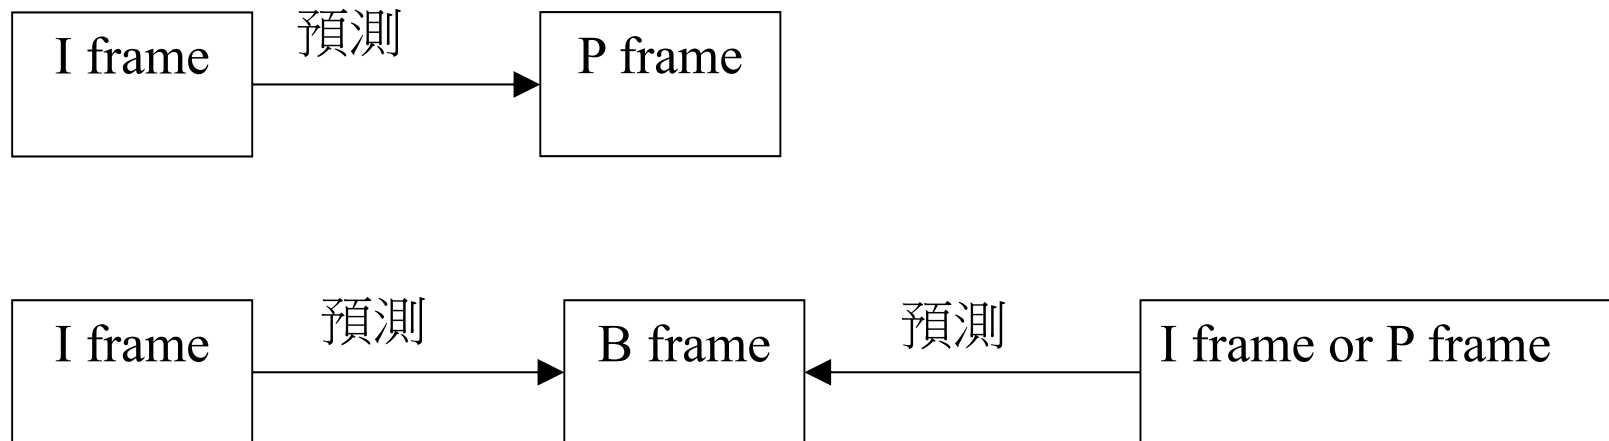 I frame
預測
P frame
I frame
預測
B frame
預測
I frame or P frame